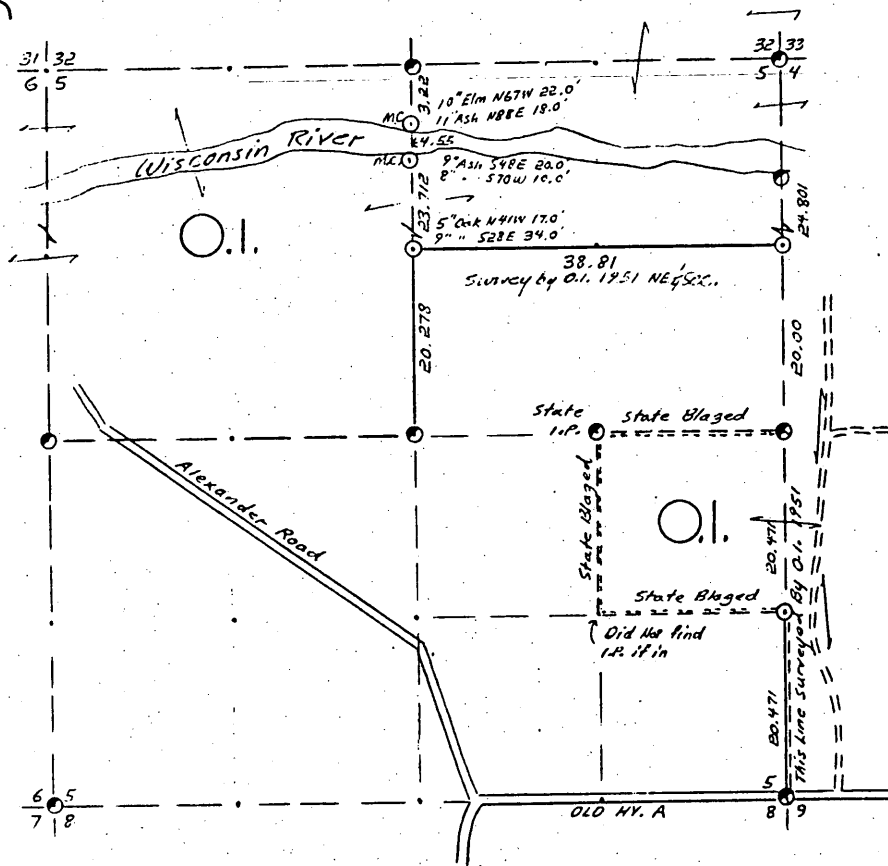 31 32
6 5
32 33
5 4
3.22
10" Elm N67W 22.0'
11" Ash N88E 18.0'
M.C.
Wisconsin River
4.55
M.C.
9" Ash S48E 20.0'
8" " S70W 10.0'
23.712
24.801
5" Oak N41W 17.0'
9" " S28E 34.0'
O.I.
38.81
Survey by O.I. 1951 NE¼ Sec.
20.278
20.00
State
I.P.
State Blazed
Alexander Road
State Blazed
O.I.
20.471
This Line Surveyed By O.I. 1951
State Blazed
Did Not find
I.P. if in
20.471
6 5
7 8
5
8 9
OLD HY. A